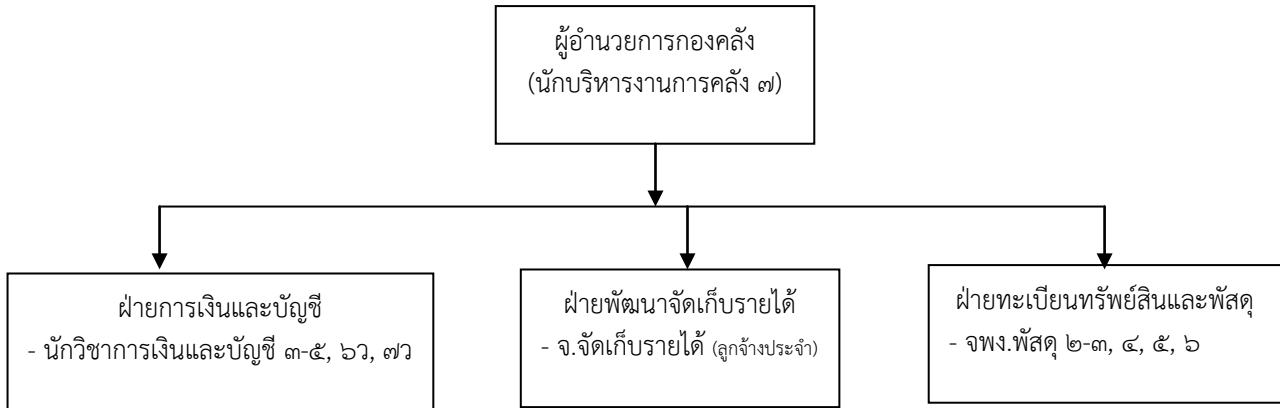 ผู้อำนวยการกองคลัง
(นักบริหารงานการคลัง ๗)
ฝ่ายการเงินและบัญชี
- นักวิชาการเงินและบัญชี ๓-๕, ๖ว, ๗ว
ฝ่ายพัฒนาจัดเก็บรายได้
- จ.จัดเก็บรายได้ (ลูกจ้างประจำ)
ฝ่ายทะเบียนทรัพย์สินและพัสดุ
- จพง.พัสดุ ๒-๓, ๔, ๕, ๖